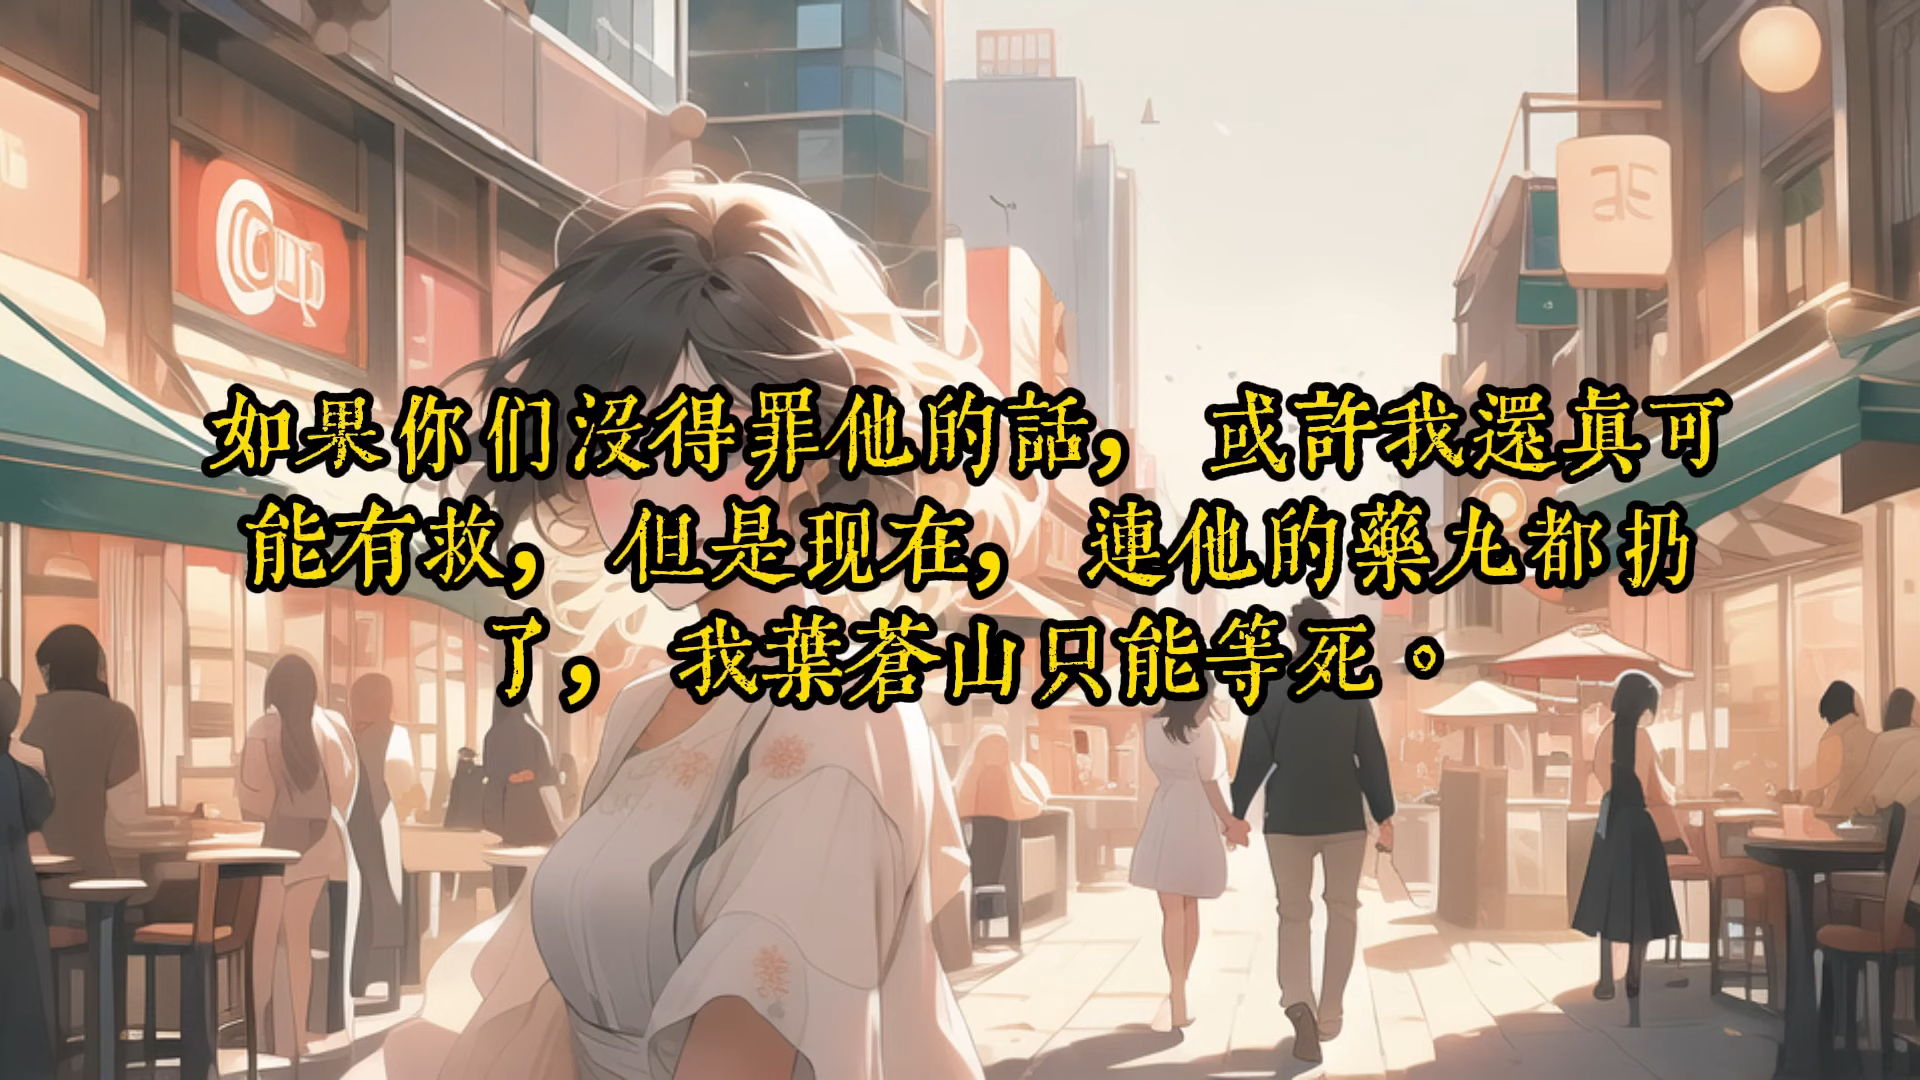 如果你们没得罪他的話，或許我還真可
能有救，但是现在，連他的藥丸都扔
了，我葉蒼山只能等死。